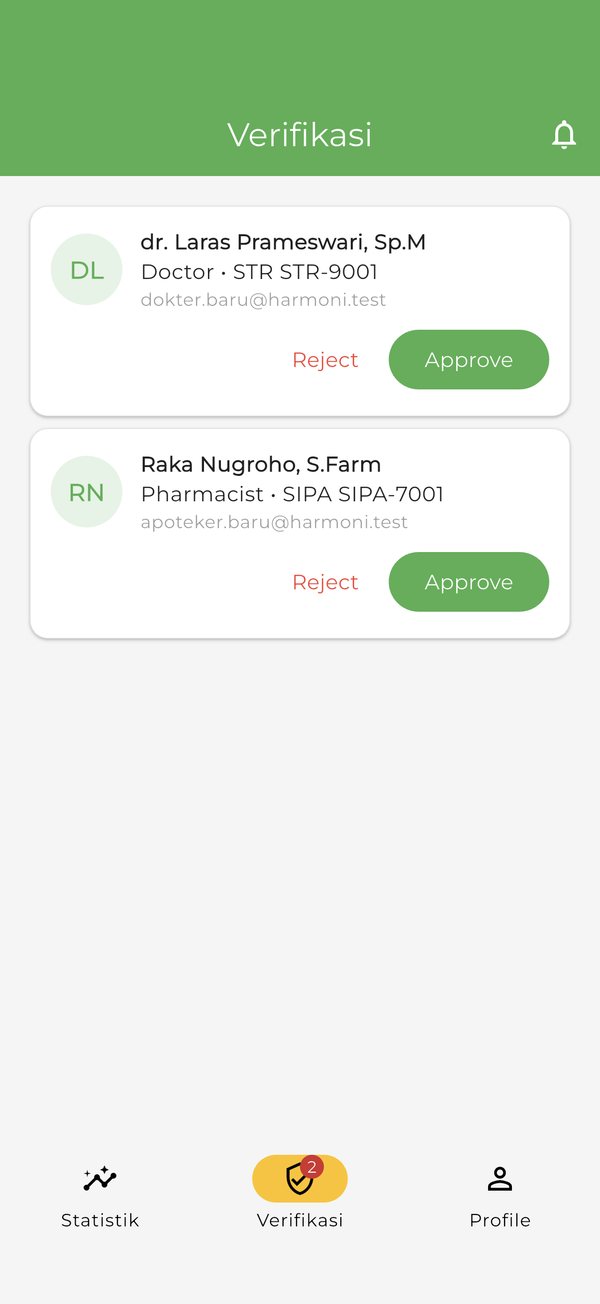 Verifikasi
DL
dr. Laras Prameswari, Sp.M
Doctor • STR STR-9001
dokter.baru@harmoni.test
Reject
Approve
RN
Raka Nugroho, S.Farm
Pharmacist • SIPA SIPA-7001
apoteker.baru@harmoni.test
Reject
Approve
2
Statistik
Verifikasi
Profile